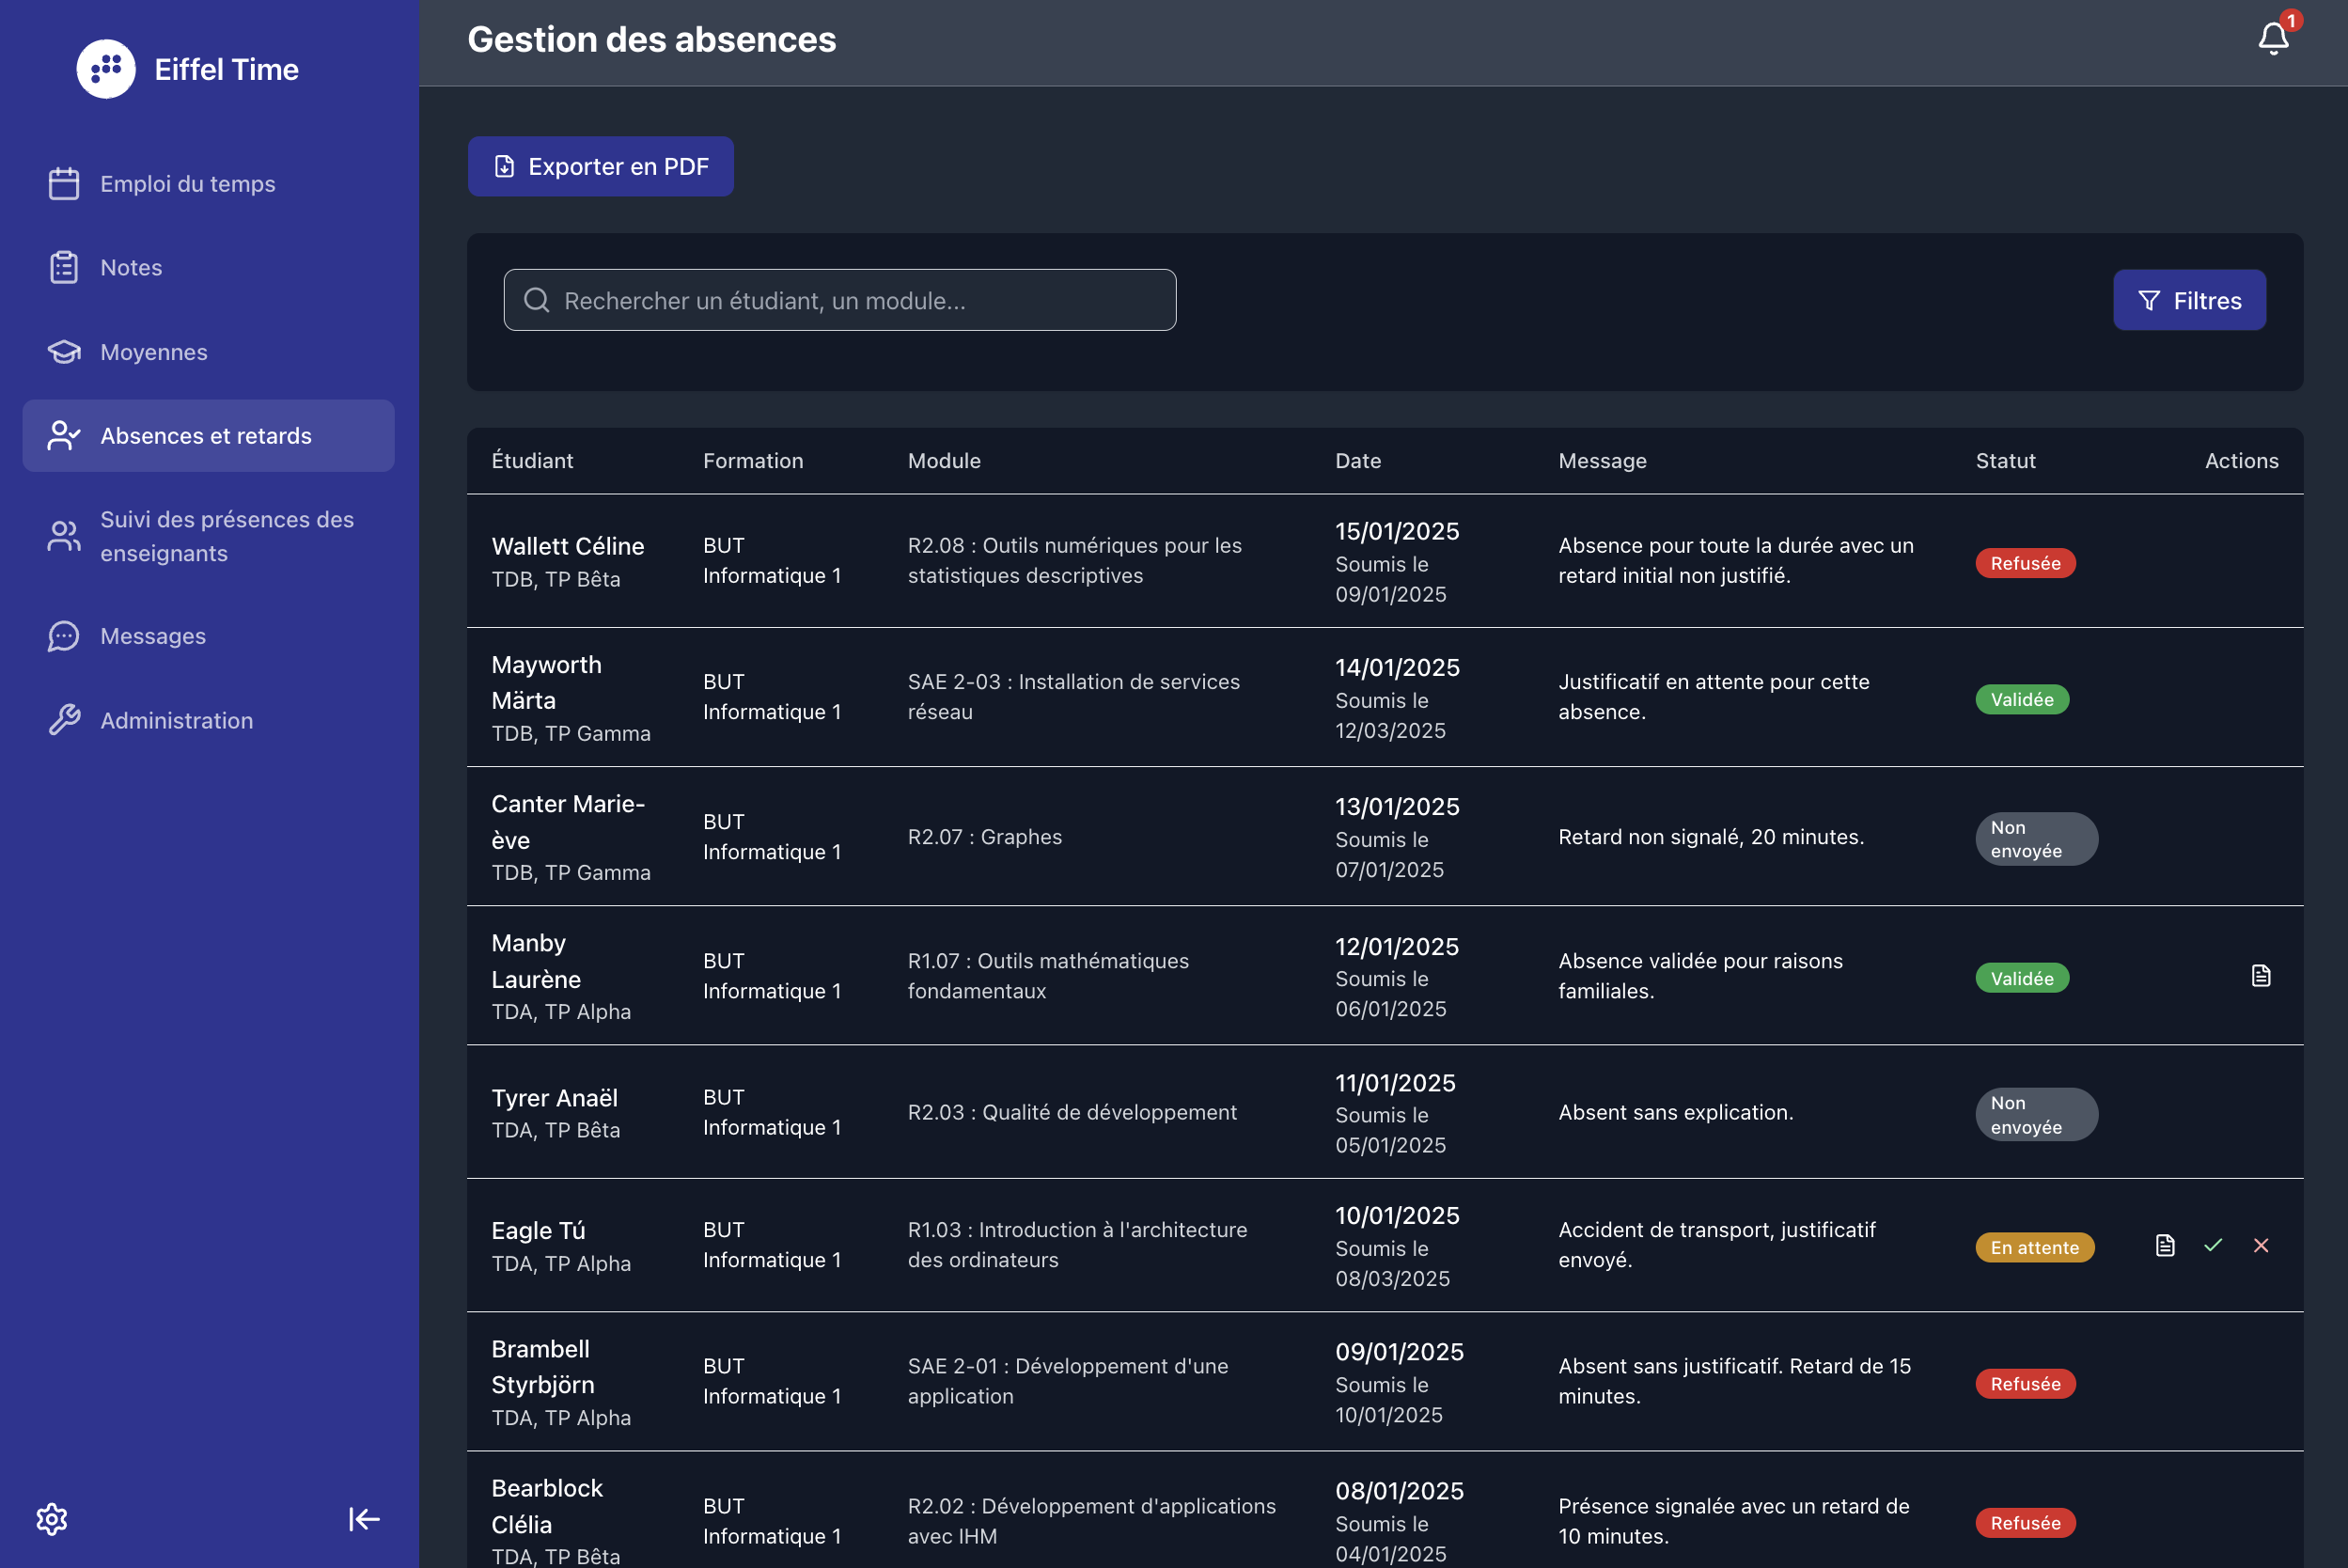 Eiffel Time
Emploi du temps
Notes
Moyennes
Absences et retards
Suivi des présences des
enseignants
Messages
Administration
Gestion des absences
1
Exporter en PDF
Rechercher un étudiant, un module...
Filtres
Étudiant Formation Module Date Message Statut Actions
Wallett Céline
TDB, TP Bêta
BUT
Informatique 1
R2.08 : Outils numériques pour les
statistiques descriptives
15/01/2025
Soumis le
09/01/2025
Absence pour toute la durée avec un
retard initial non justifié.
Refusée
Mayworth
Märta
TDB, TP Gamma
BUT
Informatique 1
SAE 2-03 : Installation de services
réseau
14/01/2025
Soumis le
12/03/2025
Justificatif en attente pour cette
absence.
Validée
Canter Marie-
ève
TDB, TP Gamma
BUT
Informatique 1
R2.07 : Graphes
13/01/2025
Soumis le
07/01/2025
Retard non signalé, 20 minutes.
Non
envoyée
Manby
Laurène
TDA, TP Alpha
BUT
Informatique 1
R1.07 : Outils mathématiques
fondamentaux
12/01/2025
Soumis le
06/01/2025
Absence validée pour raisons
familiales.
Validée
Tyrer Anaël
TDA, TP Bêta
BUT
Informatique 1
R2.03 : Qualité de développement
11/01/2025
Soumis le
05/01/2025
Absent sans explication.
Non
envoyée
Eagle Tú
TDA, TP Alpha
BUT
Informatique 1
R1.03 : Introduction à l'architecture
des ordinateurs
10/01/2025
Soumis le
08/03/2025
Accident de transport, justificatif
envoyé.
En attente
Brambell
Styrbjörn
TDA, TP Alpha
BUT
Informatique 1
SAE 2-01 : Développement d'une
application
09/01/2025
Soumis le
10/01/2025
Absent sans justificatif. Retard de 15
minutes.
Refusée
Bearblock
Clélia
TDA, TP Bêta
BUT
Informatique 1
R2.02 : Développement d'applications
avec IHM
08/01/2025
Soumis le
04/01/2025
Présence signalée avec un retard de
10 minutes.
Refusée